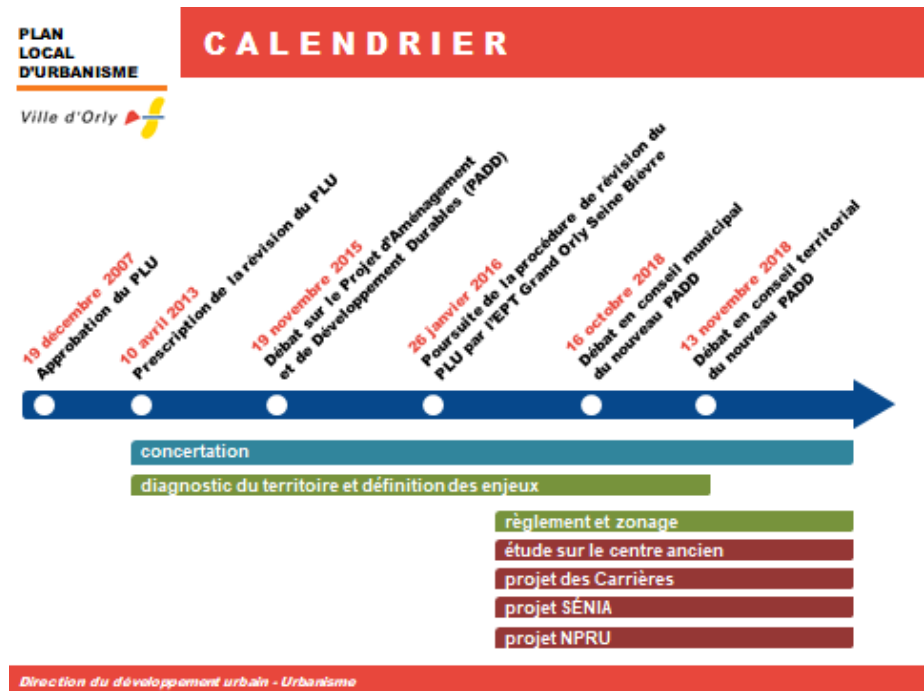 PLAN
LOCAL
D'URBANISME
CALENDRIER
Ville d'Orly
19 décembre 2007
Approbation du PLU
10 avril 2013
Prescription de la révision du PLU
19 novembre 2015
Débat sur le Projet d'Aménagement
et de Développement Durables (PADD)
26 janvier 2016
Poursuite de la procédure de révision du
PLU par l'EPT Grand Orly Seine Bièvre
16 octobre 2018
Débat en conseil municipal
du nouveau PADD
13 novembre 2018
Débat en conseil territorial
du nouveau PADD
concertation
diagnostic du territoire et définition des enjeux
règlement et zonage
étude sur le centre ancien
projet des Carrières
projet SÉNIA
projet NPRU
Direction du développement urbain - Urbanisme